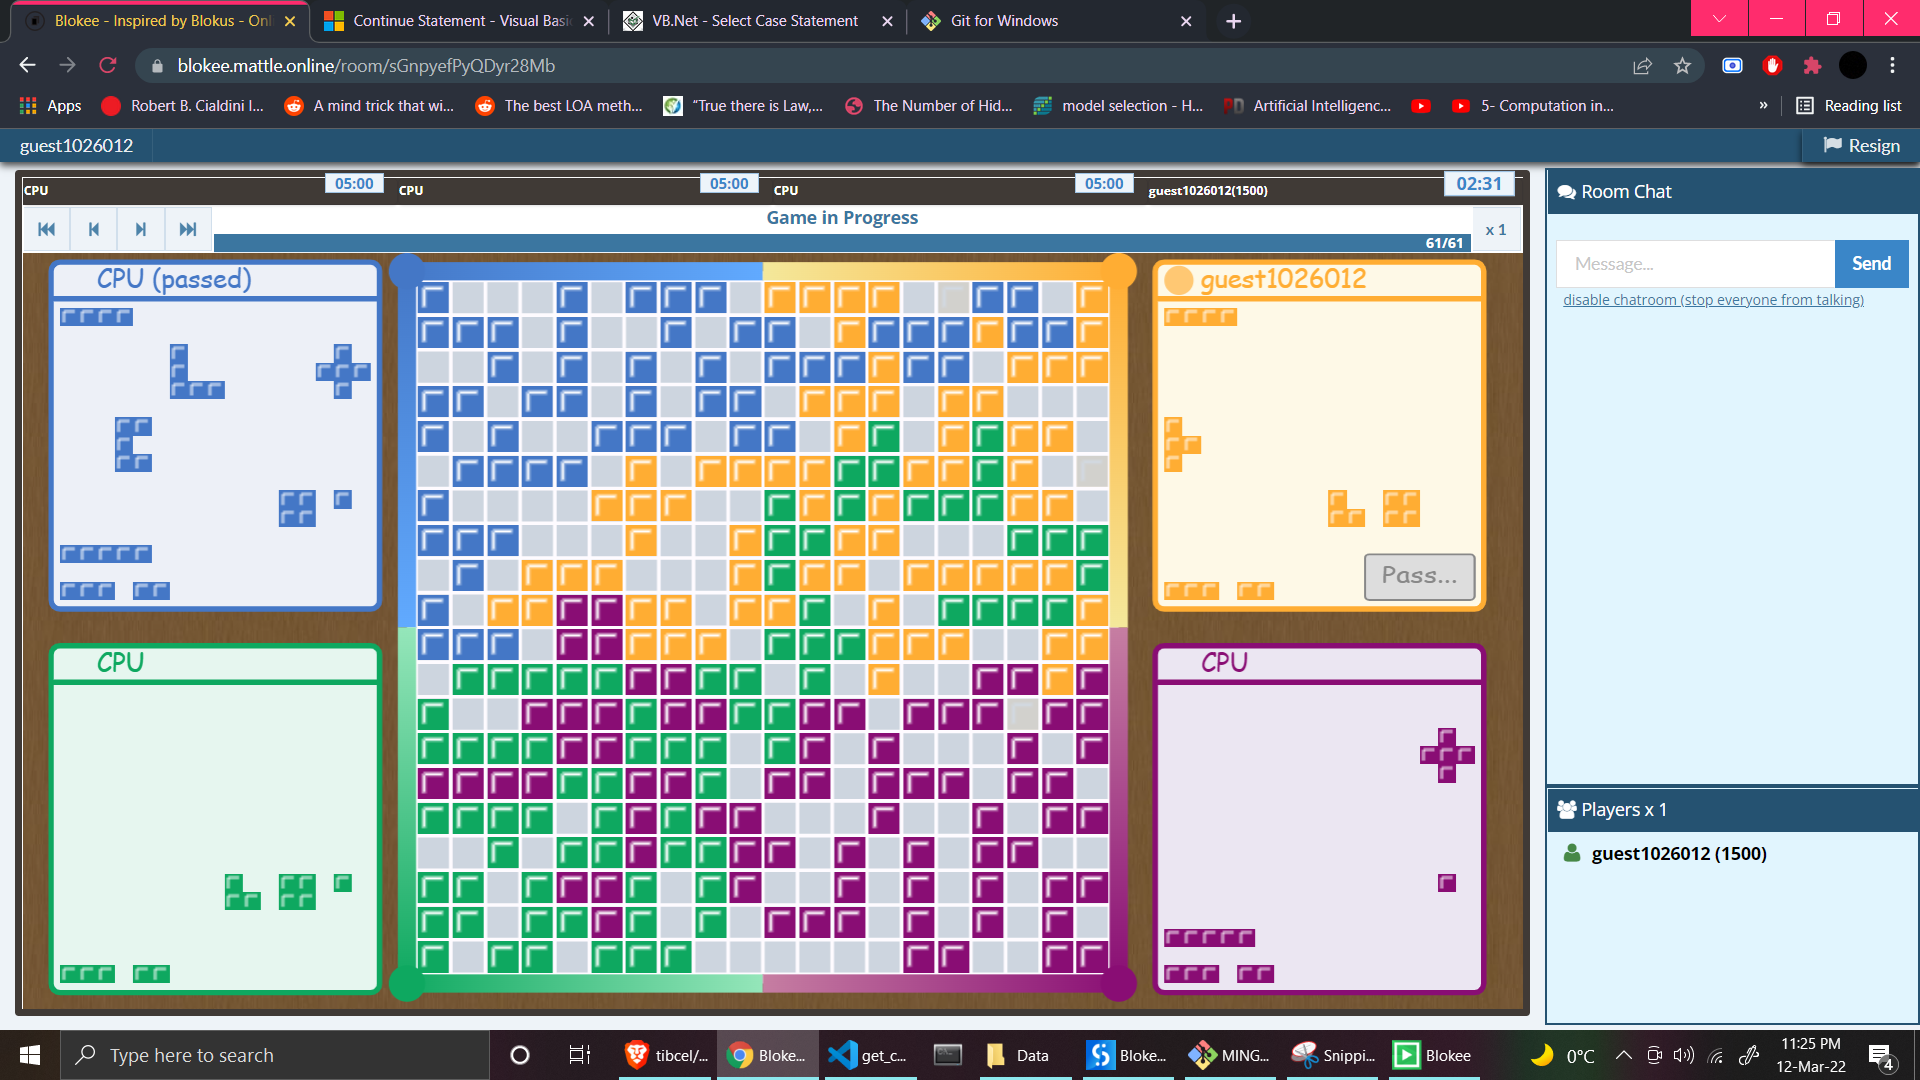 Blokee - Inspired by Blokus - Onl
Continue Statement - Visual Basi
VB.Net - Select Case Statement
Git for Windows
blokee.mattle.online/room/sGnpyefPyQDyr28Mb
Apps
Robert B. Cialdini I...
A mind trick that wi...
The best LOA meth...
“True there is Law,...
The Number of Hid...
model selection - H...
Artificial Intelligenc...
5- Computation in...
»
Reading list
guest1026012
Resign
CPU
05:00
CPU
05:00
CPU
05:00
guest1026012(1500)
02:31
Game in Progress
61/61
x 1
CPU (passed)
guest1026012
Pass...
CPU
CPU
Room Chat
Message...
Send
disable chatroom (stop everyone from talking)
Players x 1
guest1026012 (1500)
Type here to search
tibcel/...
Bloke...
get_c...
Data
Bloke...
MING...
Snippi...
Blokee
0°C
11:25 PM
12-Mar-22
4